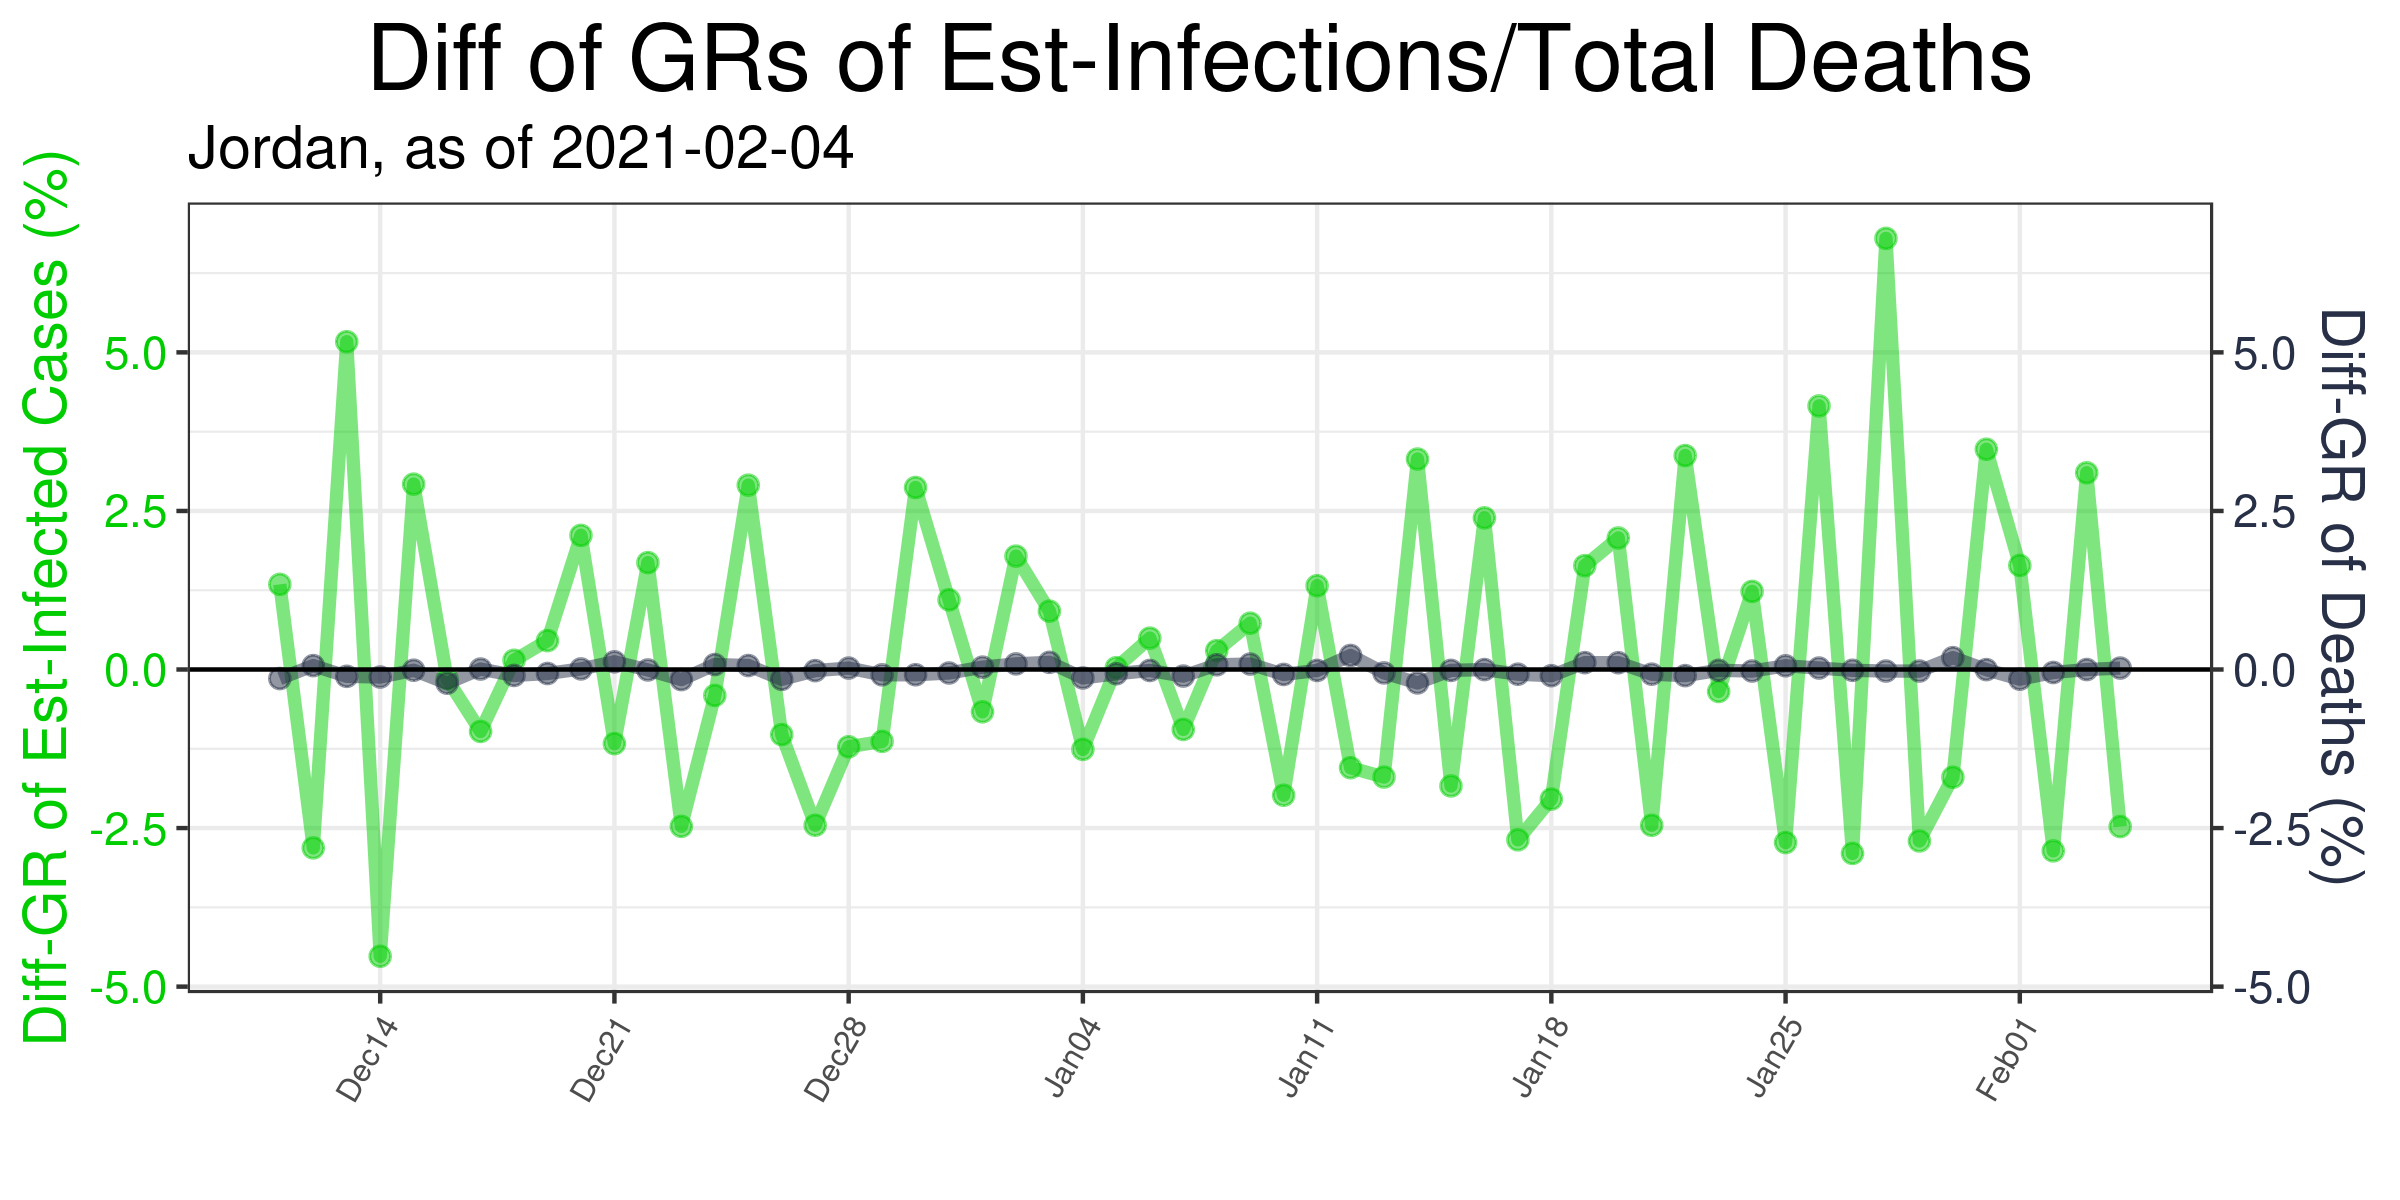 Diff of GRs of Est-Infections/Total Deaths
Jordan, as of 2021-02-04
Diff-GR of Est-Infected Cases (%)
5.0
2.5
0.0
-2.5
-5.0
5.0
2.5
0.0
-2.5
-5.0
Diff-GR of Deaths (%)
Dec14
Dec21
Dec28
Jan04
Jan11
Jan18
Jan25
Feb01